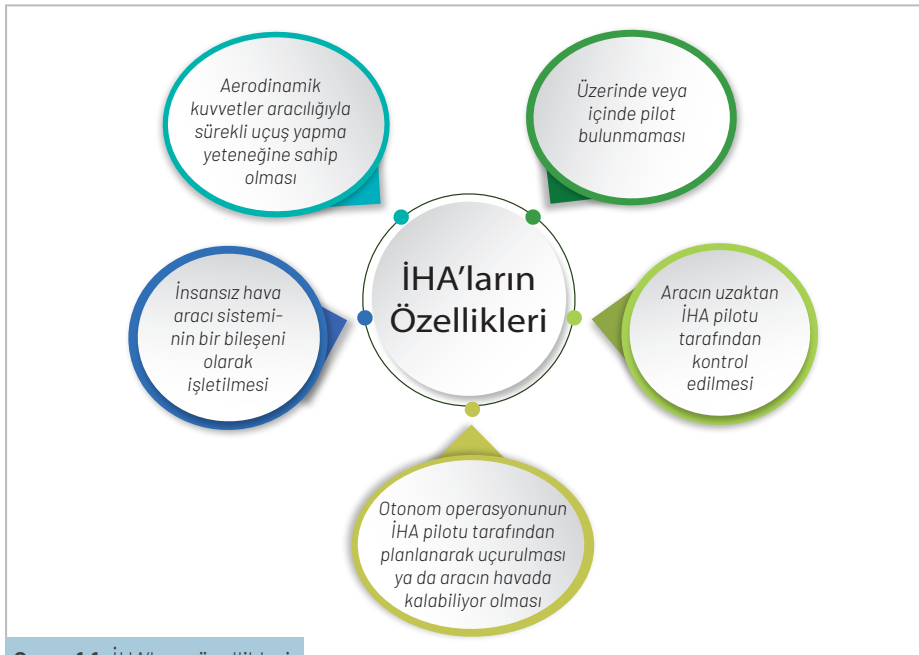 Aerodinamik
kuvvetler aracılığıyla
sürekli uçuş yapma
yeteneğine sahip
olması
Üzerinde veya
içinde pilot
bulunmaması
İHA'ların
Özellikleri
İnsansız hava
aracı sistemi-
nin bir bileşeni
olarak
işletilmesi
Aracın uzaktan
İHA pilotu
tarafından
kontrol
edilmesi
Otonom operasyonunun
İHA pilotu tarafından
planlanarak uçurulması
ya da aracın havada
kalabiliyor olması